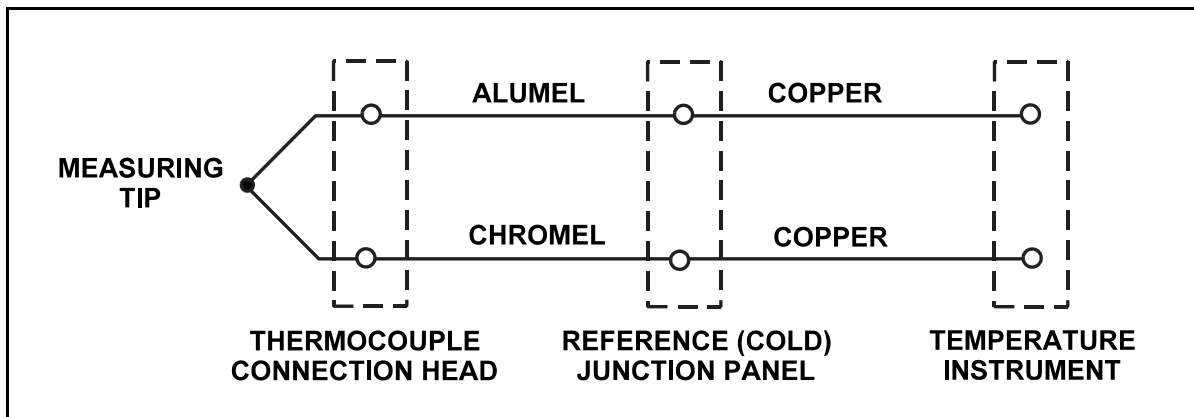 ALUMEL
COPPER
MEASURING
TIP
CHROMEL
COPPER
THERMOCOUPLE
CONNECTION HEAD
REFERENCE (COLD)
JUNCTION PANEL
TEMPERATURE
INSTRUMENT